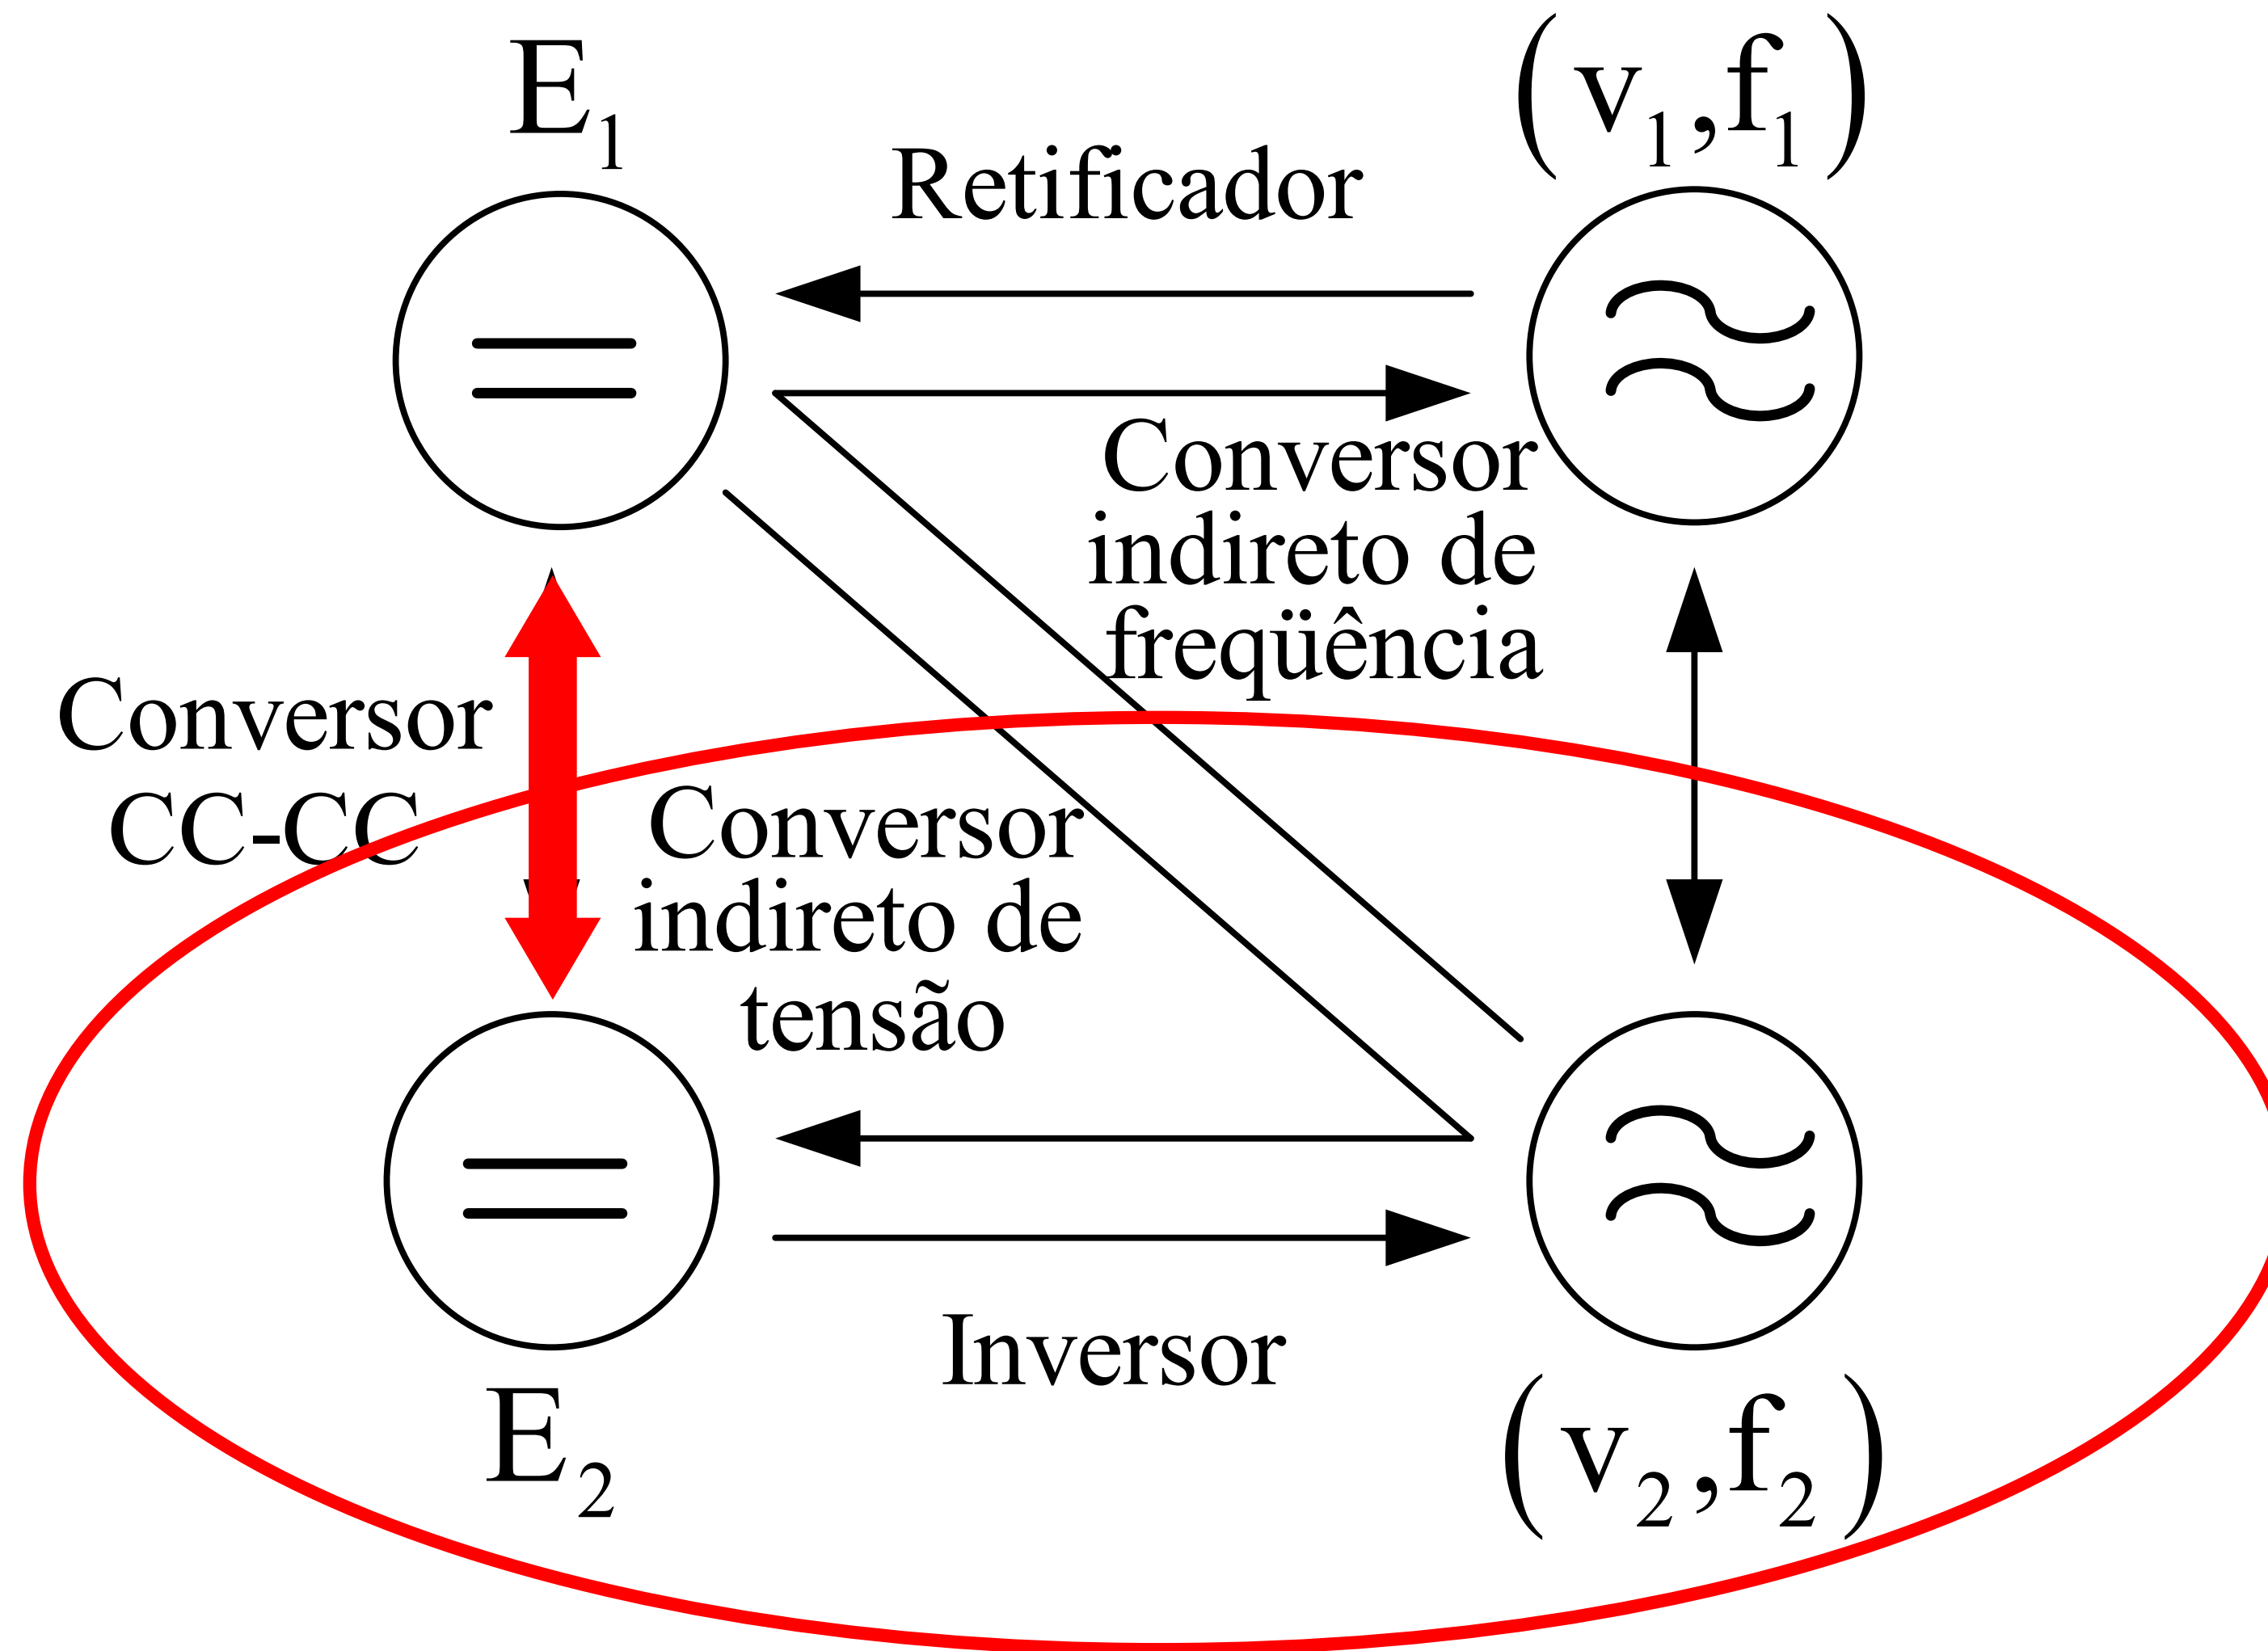 E1
(v1,f1)
Retificador
Conversor
indireto de
freqüência
Conversor
CC-CC
Conversor
indireto de
tensão
Inversor
E2
(v2,f2)